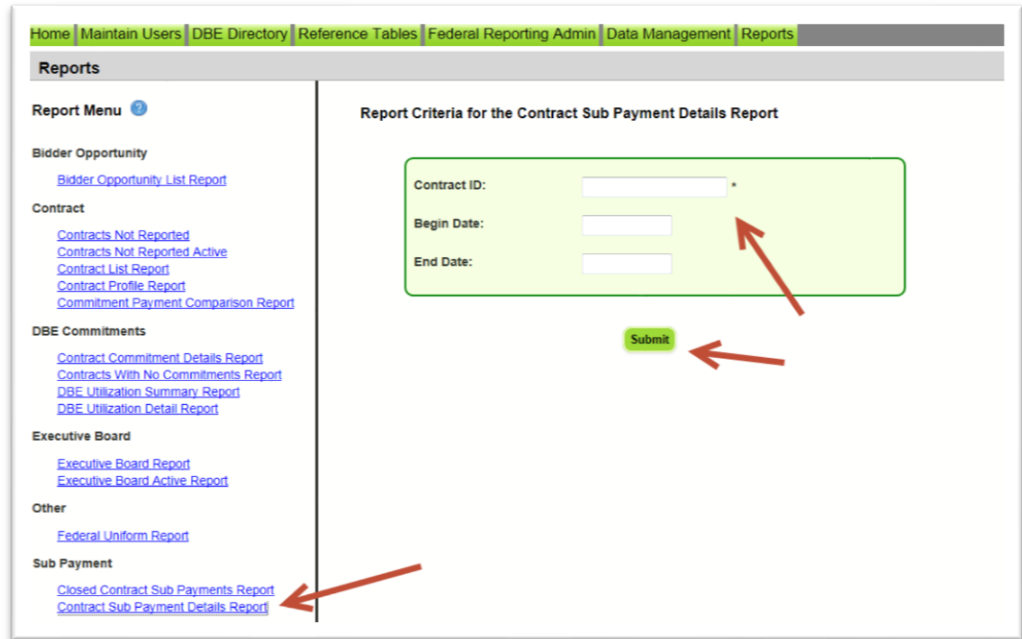 Home Maintain Users DBE Directory Reference Tables Federal Reporting Admin Data Management Reports
Reports
Report Menu ?
Bidder Opportunity
Bidder Opportunity List Report
Contract
Contracts Not Reported
Contracts Not Reported Active
Contract List Report
Contract Profile Report
Commitment Payment Comparison Report
DBE Commitments
Contract Commitment Details Report
Contracts With No Commitments Report
DBE Utilization Summary Report
DBE Utilization Detail Report
Executive Board
Executive Board Report
Executive Board Active Report
Other
Federal Uniform Report
Sub Payment
Closed Contract Sub Payments Report
Contract Sub Payment Details Report
Report Criteria for the Contract Sub Payment Details Report
Contract ID: *
Begin Date:
End Date:
Submit